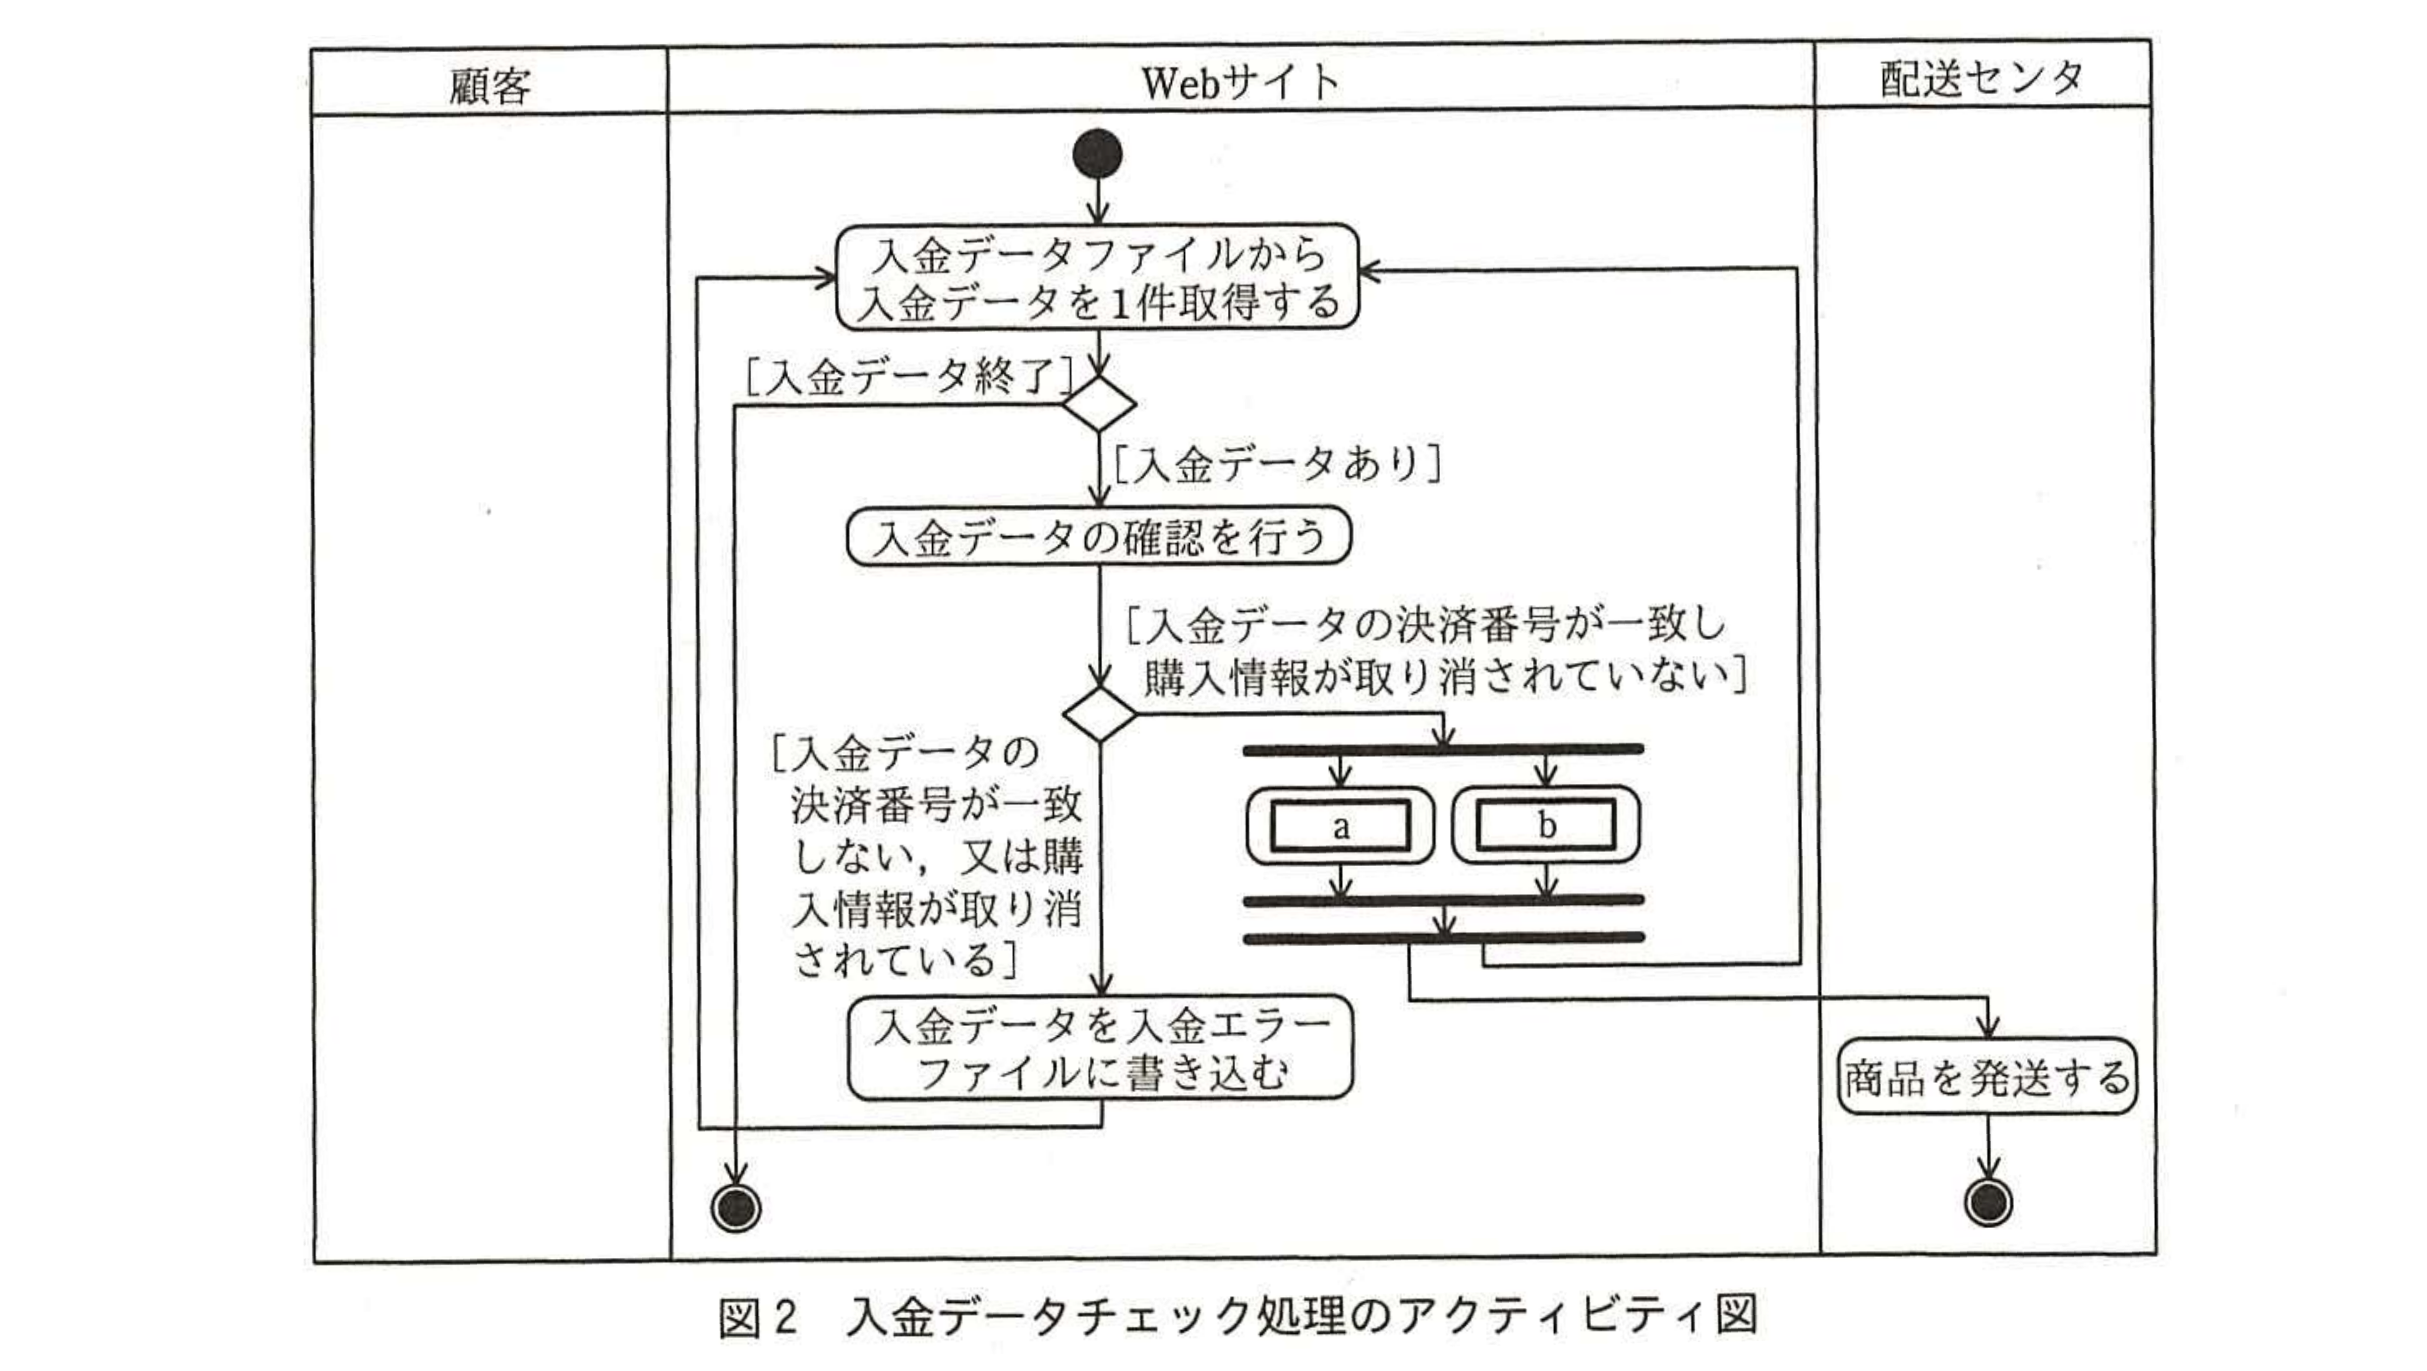 顧客
Webサイト
配送センタ
入金データファイルから
入金データを1件取得する
[入金データ終了]
[入金データあり]
入金データの確認を行う
[入金データの決済番号が一致し
購入情報が取り消されていない]
[入金データの
決済番号が一致
しない，又は購
入情報が取り消
されている]
a
b
入金データを入金エラー
ファイルに書き込む
商品を発送する
図2　入金データチェック処理のアクティビティ図